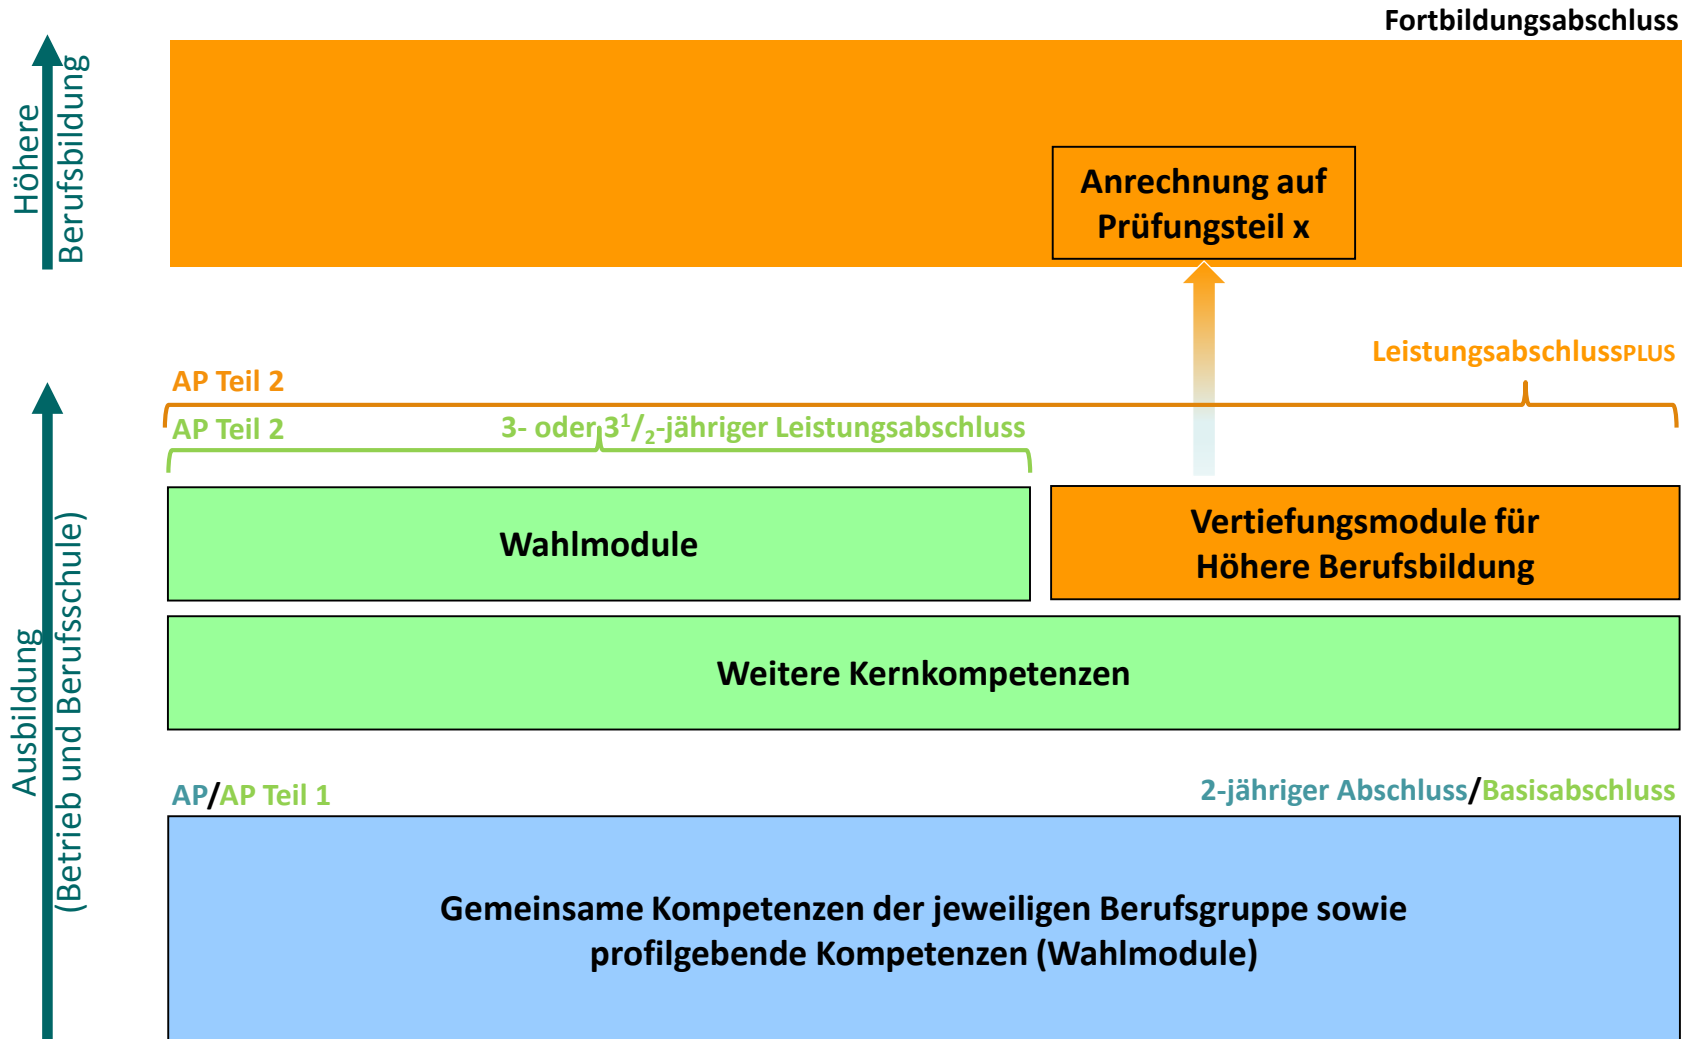 Fortbildungsabschluss
Höhere
Berufsbildung
Anrechnung auf
Prüfungsteil x
LeistungsabschlussPLUS
AP Teil 2
AP Teil 2
3- oder 3¹/₂-jähriger Leistungsabschluss
Wahlmodule
Vertiefungsmodule für
Höhere Berufsbildung
Weitere Kernkompetenzen
Ausbildung
(Betrieb und Berufsschule)
AP/AP Teil 1
2-jähriger Abschluss/Basisabschluss
Gemeinsame Kompetenzen der jeweiligen Berufsgruppe sowie
profilgebende Kompetenzen (Wahlmodule)